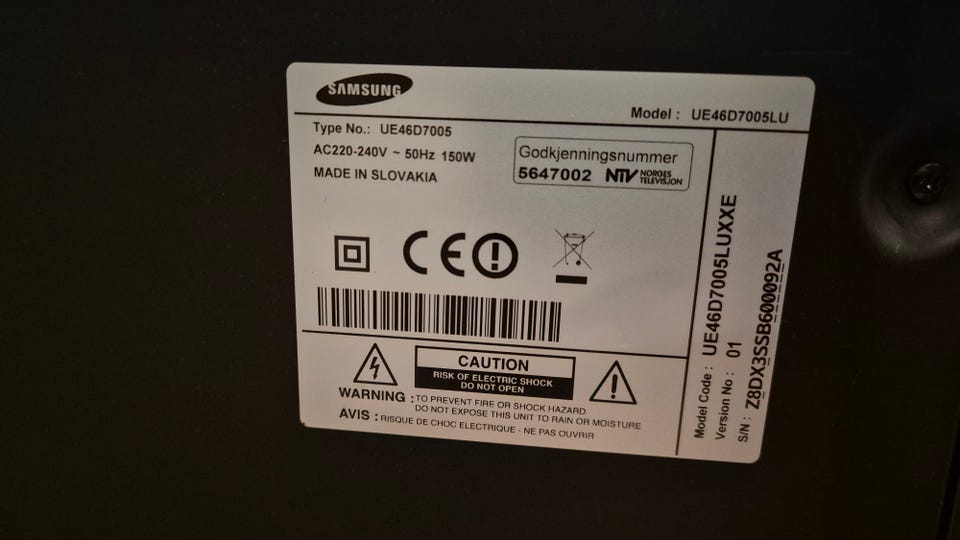 SAMSUNG
Model : UE46D7005LU
Type No.: UE46D7005
AC220-240V ~ 50Hz 150W
MADE IN SLOVAKIA
Godkjenningsnummer
5647002 NTV NORGES
TELEVISJON
CE
CAUTION
RISK OF ELECTRIC SHOCK
DO NOT OPEN
WARNING : TO PREVENT FIRE OR SHOCK HAZARD
DO NOT EXPOSE THIS UNIT TO RAIN OR MOISTURE
AVIS : RISQUE DE CHOC ELECTRIQUE - NE PAS OUVRIR
Model Code : UE46D7005LUXXE
Version No : 01
S/N : Z8DX3SSB600092A